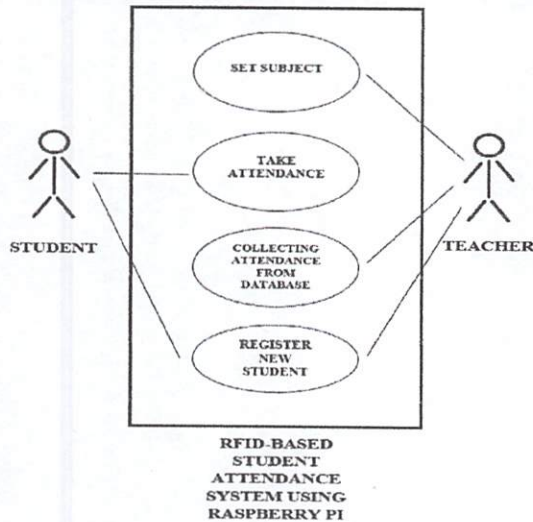 SET SUBJECT
TAKE
ATTENDANCE
STUDENT
TEACHER
COLLECTING
ATTENDANCE
FROM
DATABASE
REGISTER
NEW
STUDENT
RFID-BASED
STUDENT
ATTENDANCE
SYSTEM USING
RASPBERRY PI